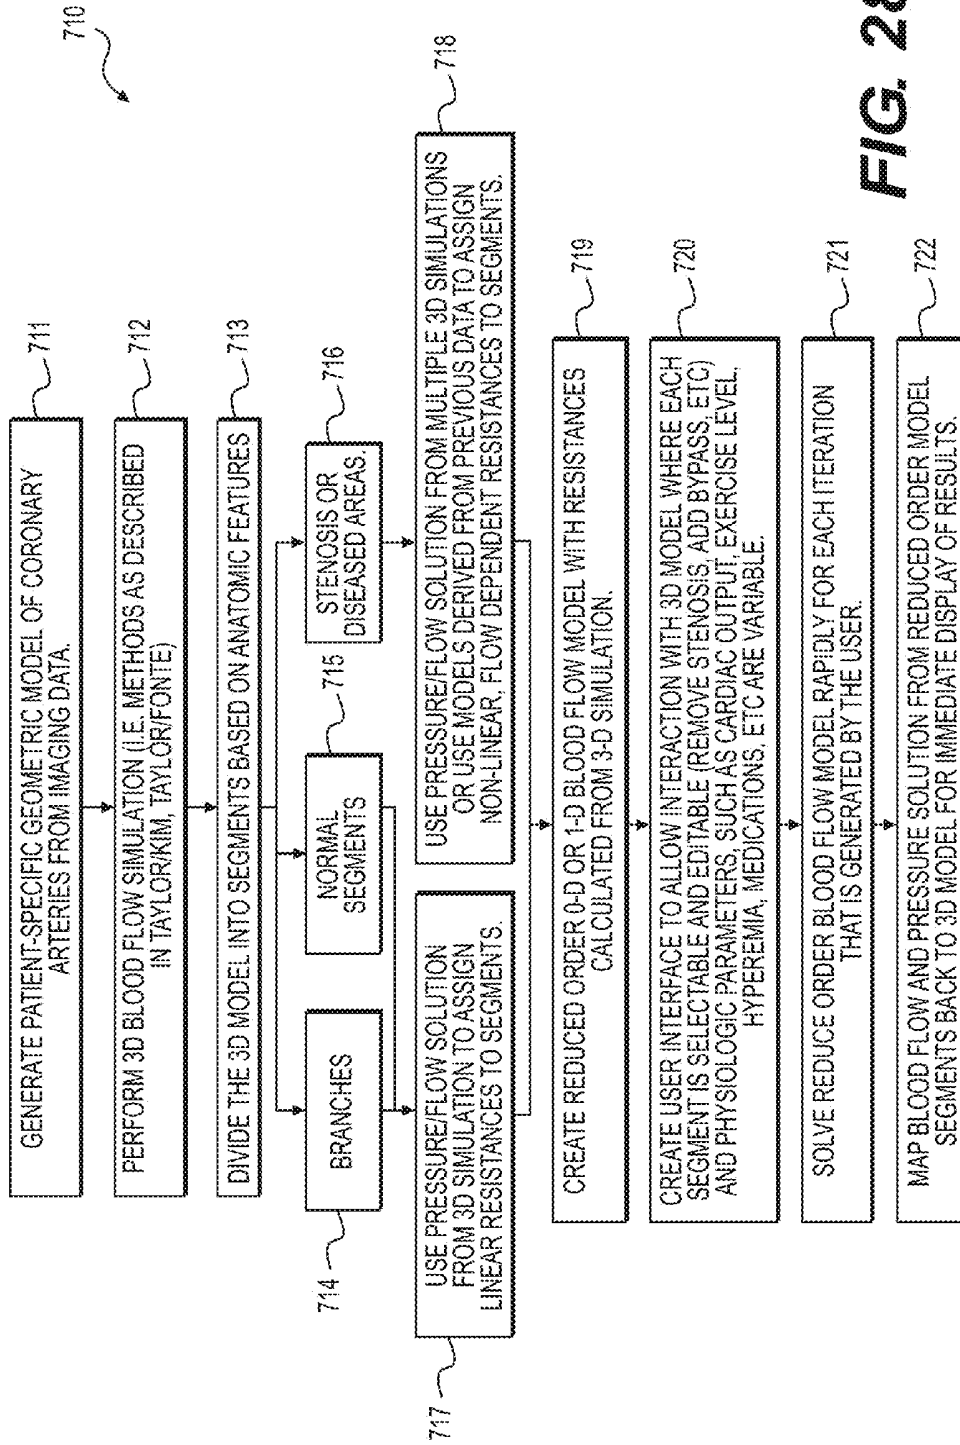 710
GENERATE PATIENT-SPECIFIC GEOMETRIC MODEL OF CORONARY
ARTERIES FROM IMAGING DATA.
711
PERFORM 3D BLOOD FLOW SIMULATION (I.E. METHODS AS DESCRIBED
IN TAYLOR/KIM, TAYLOR/FONTE)
712
DIVIDE THE 3D MODEL INTO SEGMENTS BASED ON ANATOMIC FEATURES
713
BRANCHES
714
NORMAL
SEGMENTS
715
STENOSIS OR
DISEASED AREAS.
716
USE PRESSURE/FLOW SOLUTION
FROM 3D SIMULATION TO ASSIGN
LINEAR RESISTANCES TO SEGMENTS.
717
USE PRESSURE/FLOW SOLUTION FROM MULTIPLE 3D SIMULATIONS
OR USE MODELS DERIVED FROM PREVIOUS DATA TO ASSIGN
NON-LINEAR, FLOW DEPENDENT RESISTANCES TO SEGMENTS.
718
CREATE REDUCED ORDER 0-D OR 1-D BLOOD FLOW MODEL WITH RESISTANCES
CALCULATED FROM 3-D SIMULATION.
719
CREATE USER INTERFACE TO ALLOW INTERACTION WITH 3D MODEL WHERE EACH
SEGMENT IS SELECTABLE AND EDITABLE (REMOVE STENOSIS, ADD BYPASS, ETC)
AND PHYSIOLOGIC PARAMETERS, SUCH AS CARDIAC OUTPUT, EXERCISE LEVEL,
HYPEREMIA, MEDICATIONS, ETC ARE VARIABLE.
720
SOLVE REDUCE ORDER BLOOD FLOW MODEL RAPIDLY FOR EACH ITERATION
THAT IS GENERATED BY THE USER.
721
MAP BLOOD FLOW AND PRESSURE SOLUTION FROM REDUCED ORDER MODEL
SEGMENTS BACK TO 3D MODEL FOR IMMEDIATE DISPLAY OF RESULTS.
722
FIG. 28